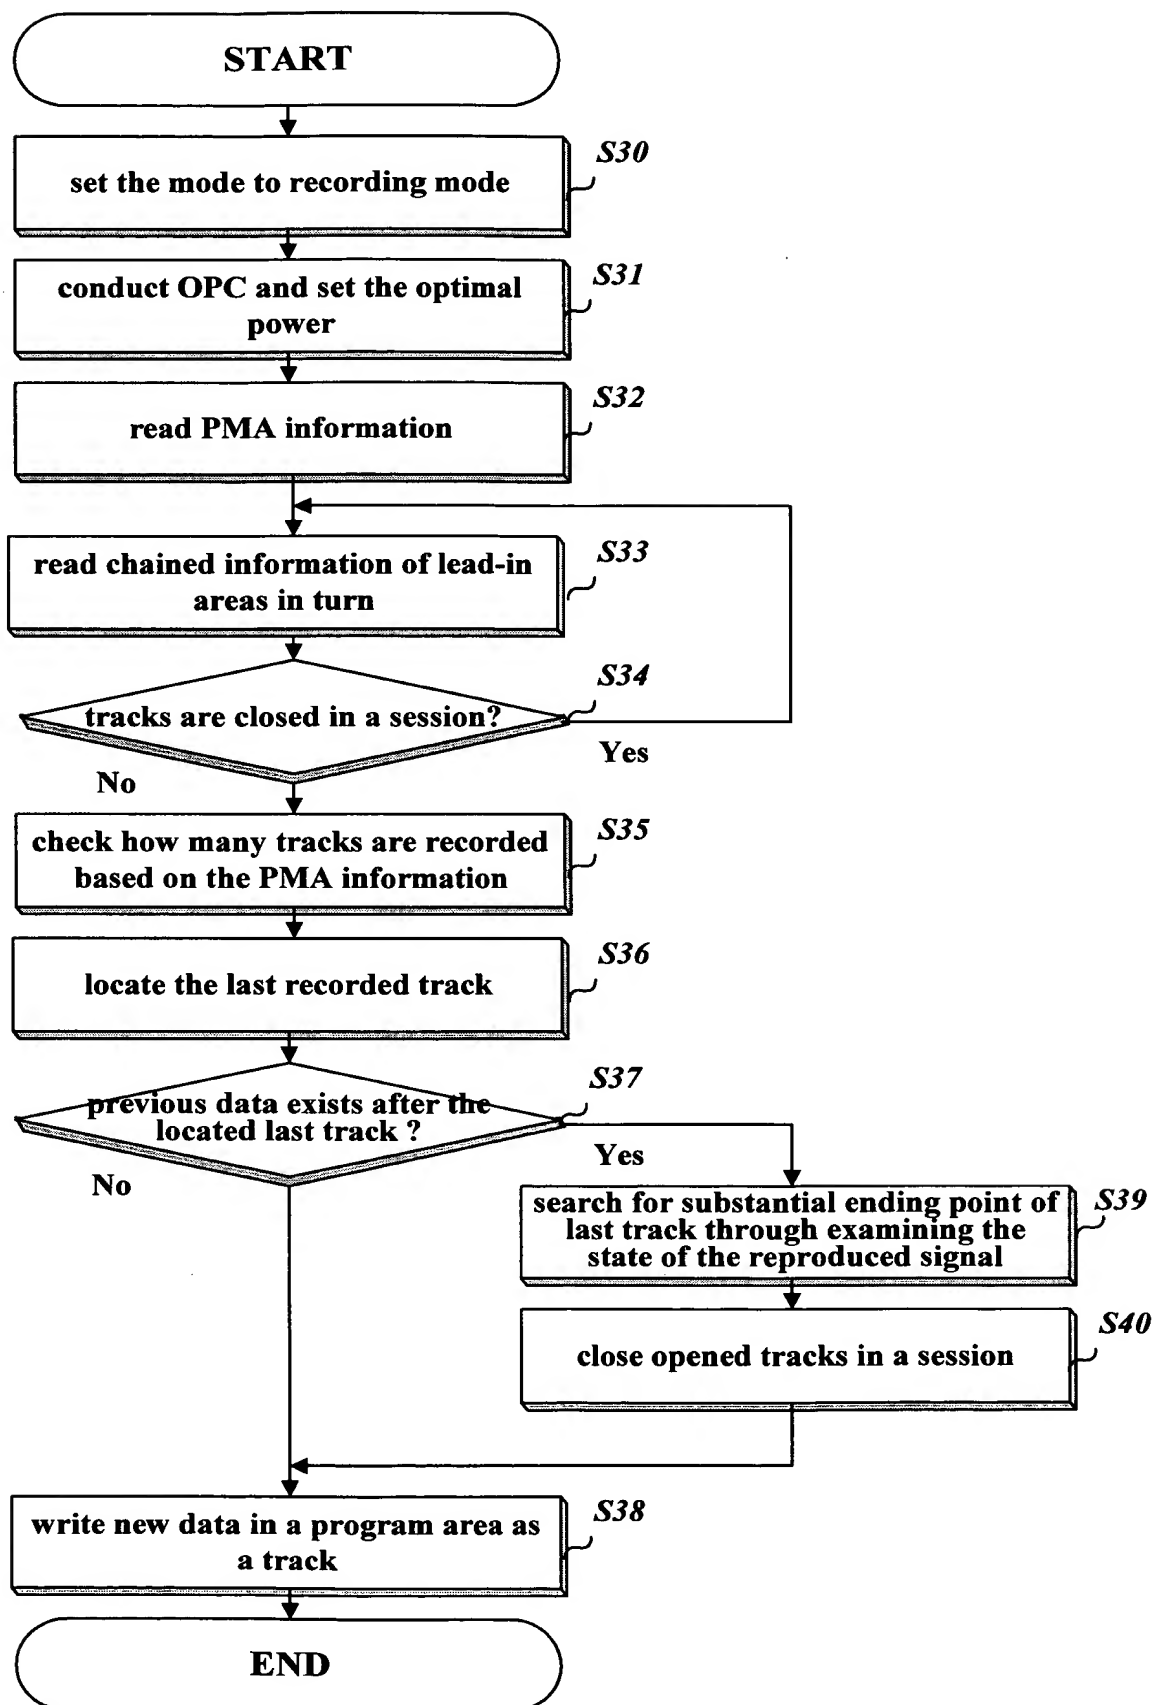 START
S30
set the mode to recording mode
S31
conduct OPC and set the optimal
power
S32
read PMA information
S33
read chained information of lead-in
areas in turn
S34
tracks are closed in a session?
Yes
No
S35
check how many tracks are recorded
based on the PMA information
S36
locate the last recorded track
S37
previous data exists after the
located last track ?
Yes
No
S39
search for substantial ending point of
last track through examining the
state of the reproduced signal
S40
close opened tracks in a session
S38
write new data in a program area as
a track
END